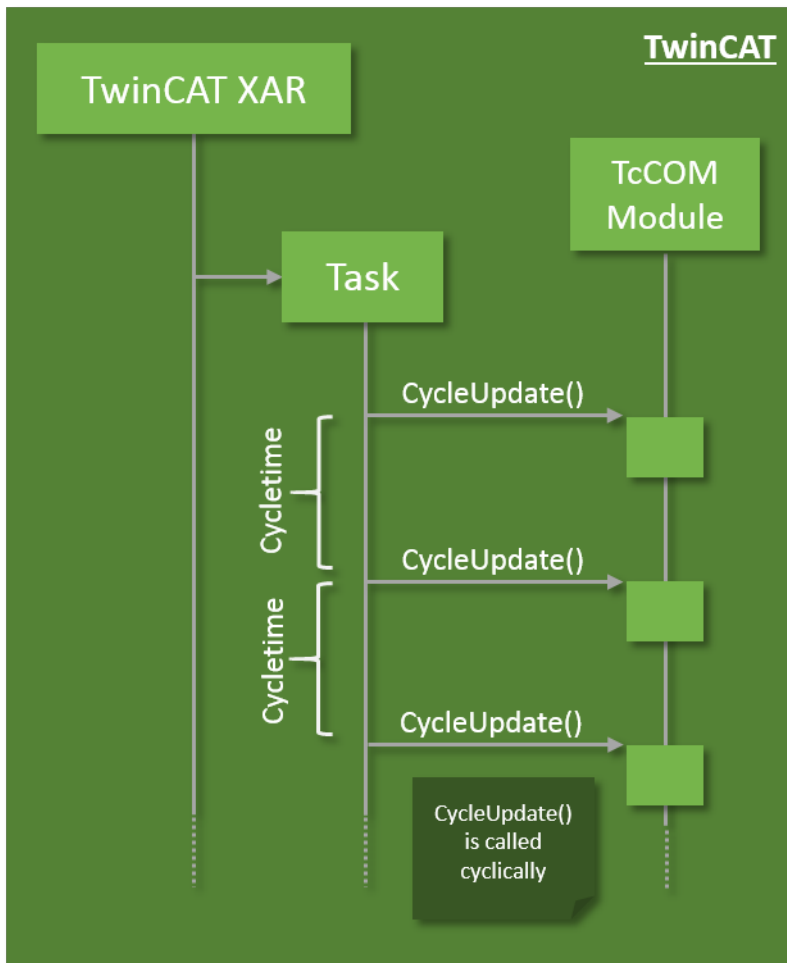 TwinCAT
TwinCAT XAR
TcCOM
Module
Task
CycleUpdate()
Cycletime
CycleUpdate()
Cycletime
CycleUpdate()
CycleUpdate()
is called
cyclically